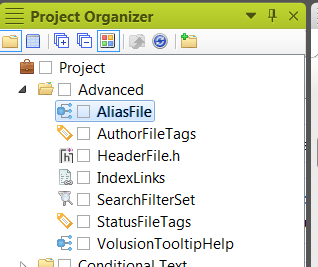 Project Organizer
Project
Advanced
AliasFile
AuthorFileTags
HeaderFile.h
IndexLinks
SearchFilterSet
StatusFileTags
VolusionTooltipHelp
Conditional Text